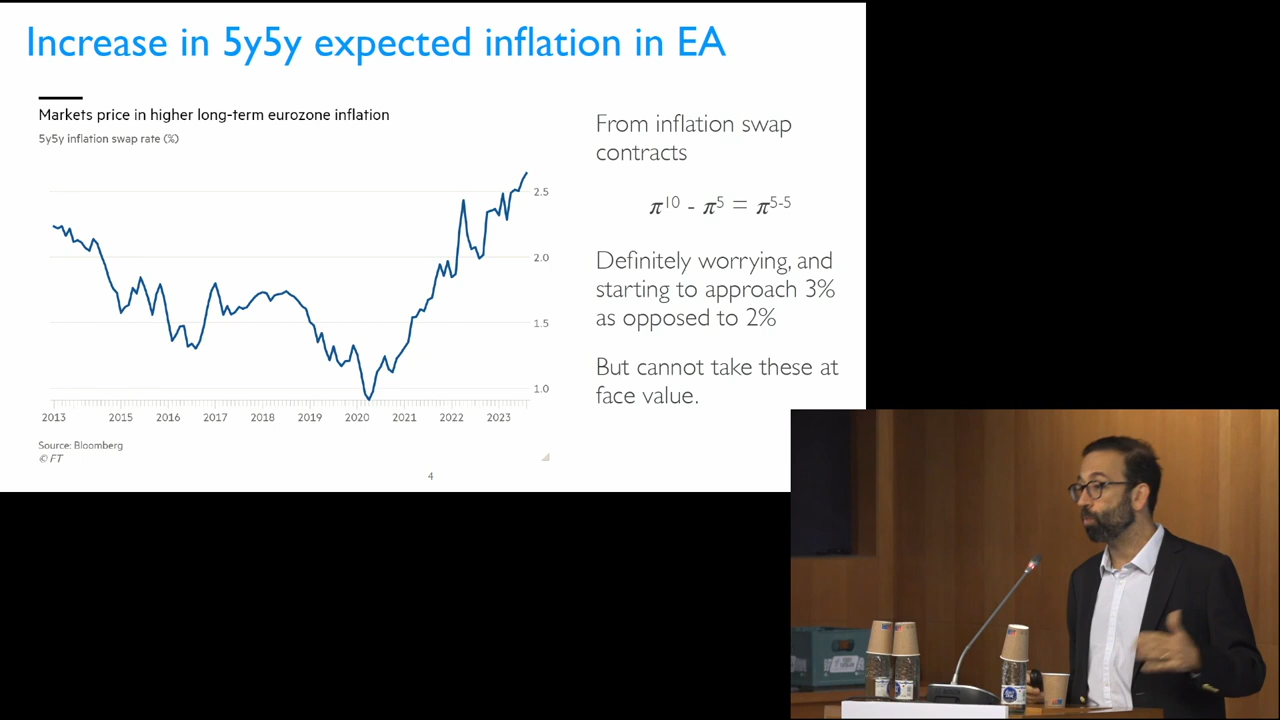 Increase in 5y5y expected inflation in EA
Markets price in higher long-term eurozone inflation
5y5y inflation swap rate (%)
2.5
2.0
1.5
1.0
2013 2015 2016 2017 2018 2019 2020 2021 2022 2023
Source: Bloomberg
© FT
From inflation swap
contracts
π¹⁰ - π⁵ = π⁵⁻⁵
Definitely worrying, and
starting to approach 3%
as opposed to 2%
But cannot take these at
face value.
4